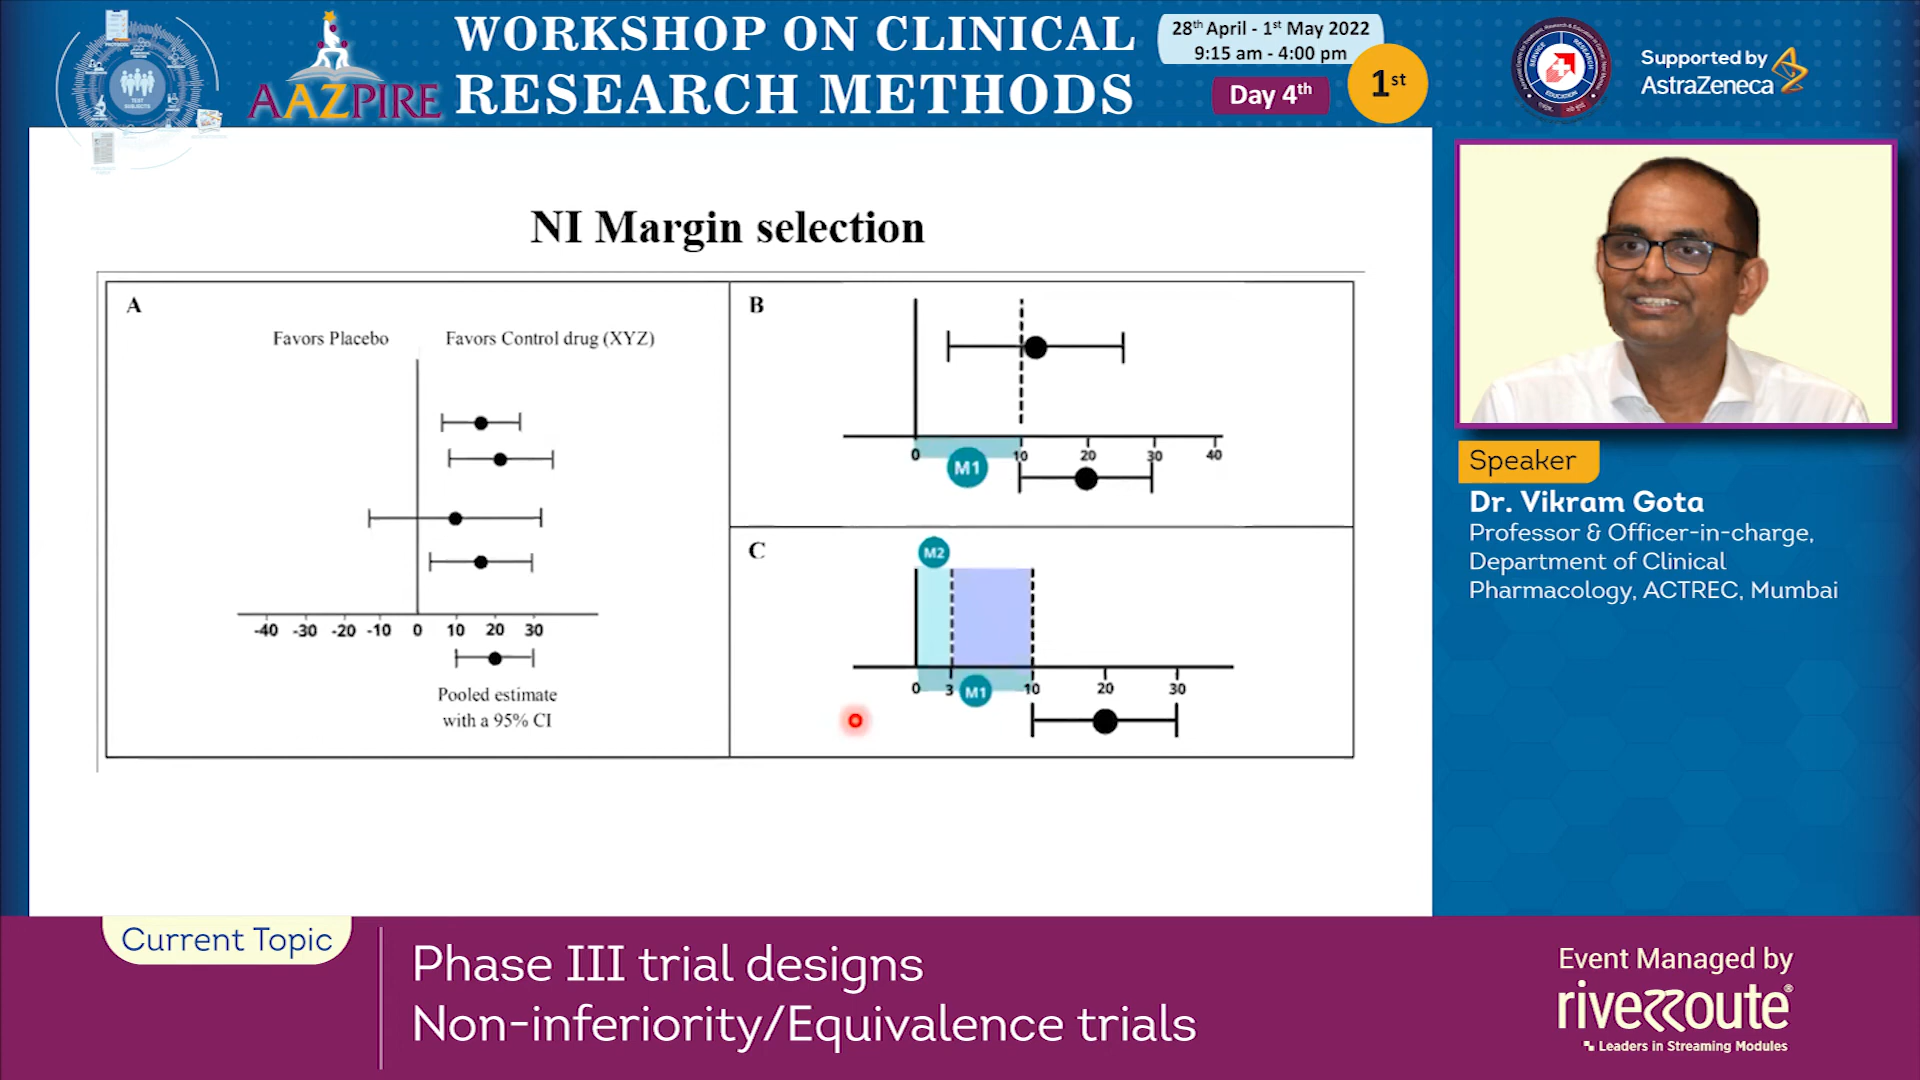 WORKSHOP ON CLINICAL
RESEARCH METHODS
AAZPIRE
28th April - 1st May 2022
9:15 am - 4:00 pm
Day 4th
1st
Supported by
AstraZeneca
NI Margin selection
A
Favors Placebo
Favors Control drug (XYZ)
-40 -30 -20 -10 0 10 20 30
Pooled estimate
with a 95% CI
B
0 10 20 30 40
M1
C
M2
0 3 M1 10 20 30
Speaker
Dr. Vikram Gota
Professor & Officer-in-charge,
Department of Clinical
Pharmacology, ACTREC, Mumbai
Current Topic
Phase III trial designs
Non-inferiority/Equivalence trials
Event Managed by
riverroute
Leaders in Streaming Modules